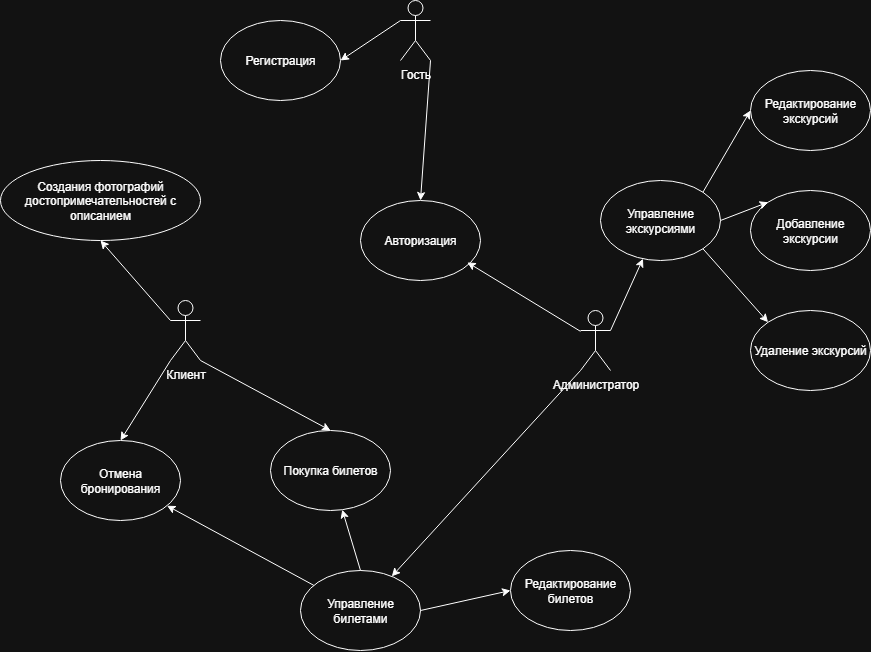 Регистрация
Гость
Редактирование
экскурсий
Создания фотографий
достопримечательностей с
описанием
Управление
экскурсиями
Добавление
экскурсии
Авторизация
Удаление экскурсий
Клиент
Администратор
Отмена
бронирования
Покупка билетов
Управление
билетами
Редактирование
билетов